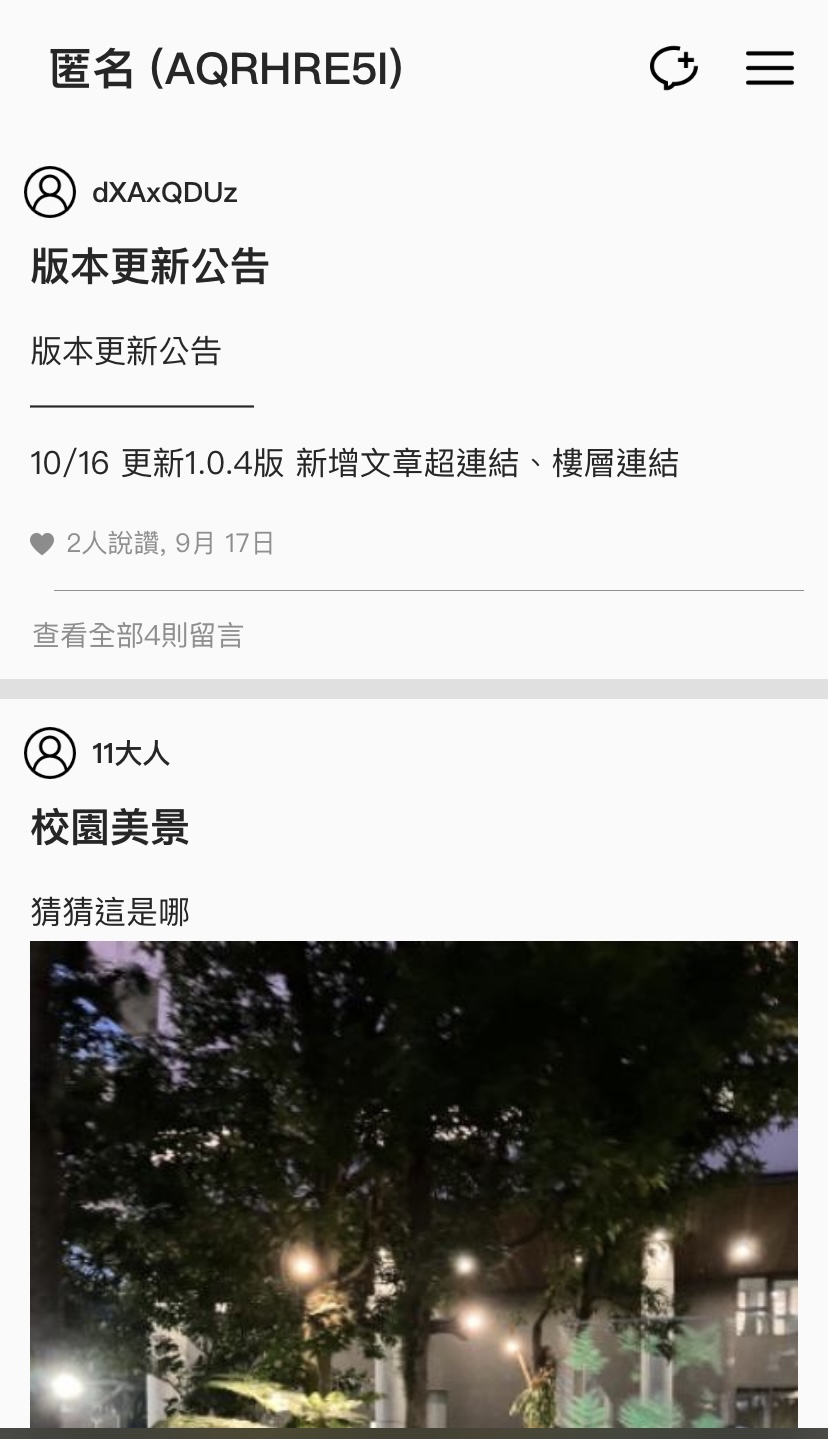 匿名 (AQRHRE5I)
dXAxQDUz
版本更新公告
版本更新公告
10/16 更新1.0.4版 新增文章超連結、樓層連結
2人說讚, 9月 17日
查看全部4則留言
11大人
校園美景
猜猜這是哪